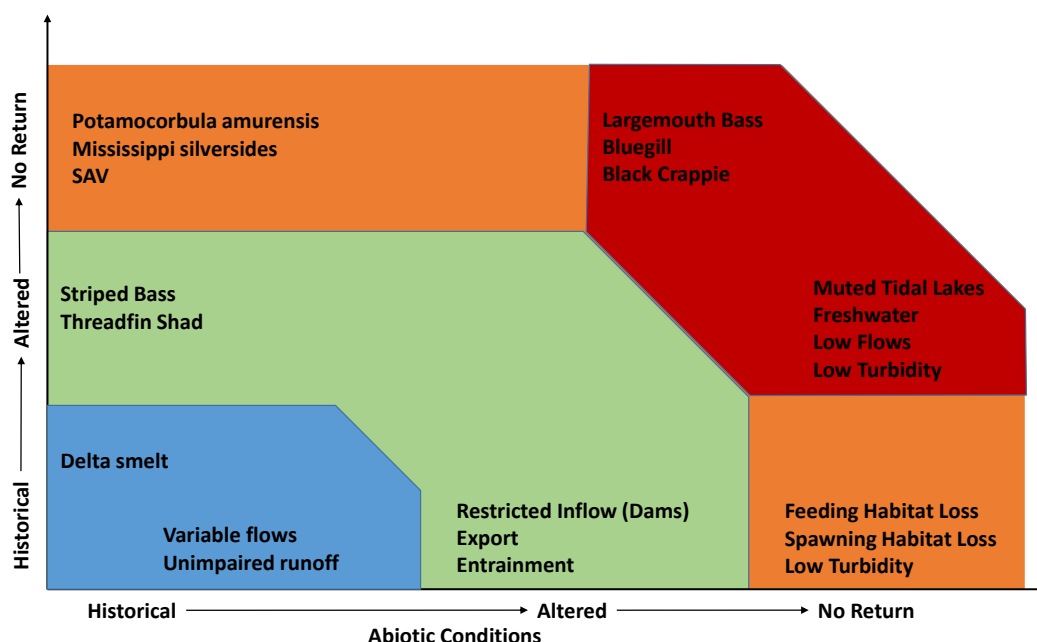 Potamocorbula amurensis
Mississippi silversides
SAV
Largemouth Bass
Bluegill
Black Crappie
Striped Bass
Threadfin Shad
Muted Tidal Lakes
Freshwater
Low Flows
Low Turbidity
Delta smelt
Variable flows
Unimpaired runoff
Restricted Inflow (Dams)
Export
Entrainment
Feeding Habitat Loss
Spawning Habitat Loss
Low Turbidity
Historical
Altered
No Return
Historical
Altered
No Return
Abiotic Conditions